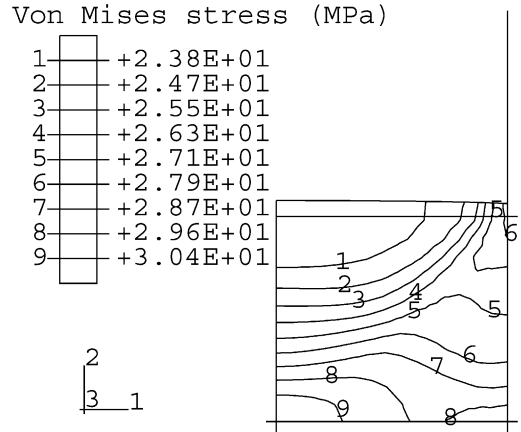 Von Mises stress (MPa)
1 +2.38E+01
2 +2.47E+01
3 +2.55E+01
4 +2.63E+01
5 +2.71E+01
6 +2.79E+01
7 +2.87E+01
8 +2.96E+01
9 +3.04E+01
5
6
1
2
3
4
5
5
6
7
8
9
8
2
3 1